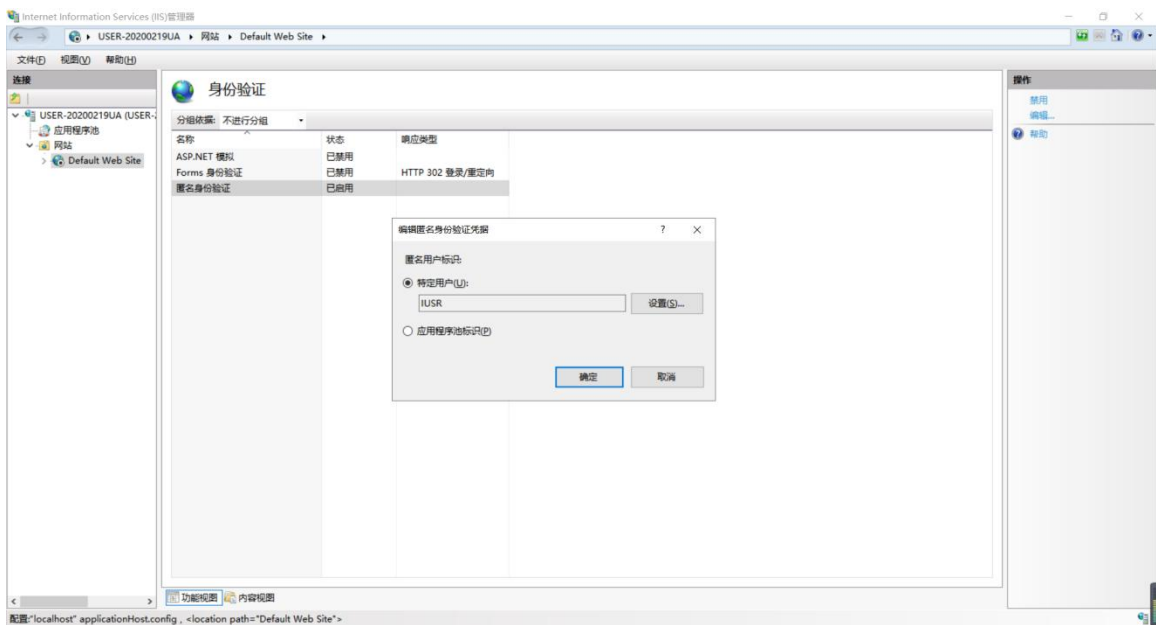 Internet Information Services (IIS)管理器
USER-20200219UA ▸ 网站 ▸ Default Web Site ▸
文件(F) 视图(V) 帮助(H)
连接
USER-20200219UA (USER-2
应用程序池
网站
Default Web Site
身份验证
分组依据: 不进行分组
名称 状态 响应类型
ASP.NET 模拟 已禁用
Forms 身份验证 已禁用 HTTP 302 登录/重定向
匿名身份验证 已启用
编辑匿名身份验证凭据 ? ×
匿名用户标识:
特定用户(U):
IUSR 设置(S)...
应用程序池标识(P)
确定 取消
功能视图 内容视图
操作
禁用
编辑...
帮助
配置:"localhost" applicationHost.config , <location path="Default Web Site">